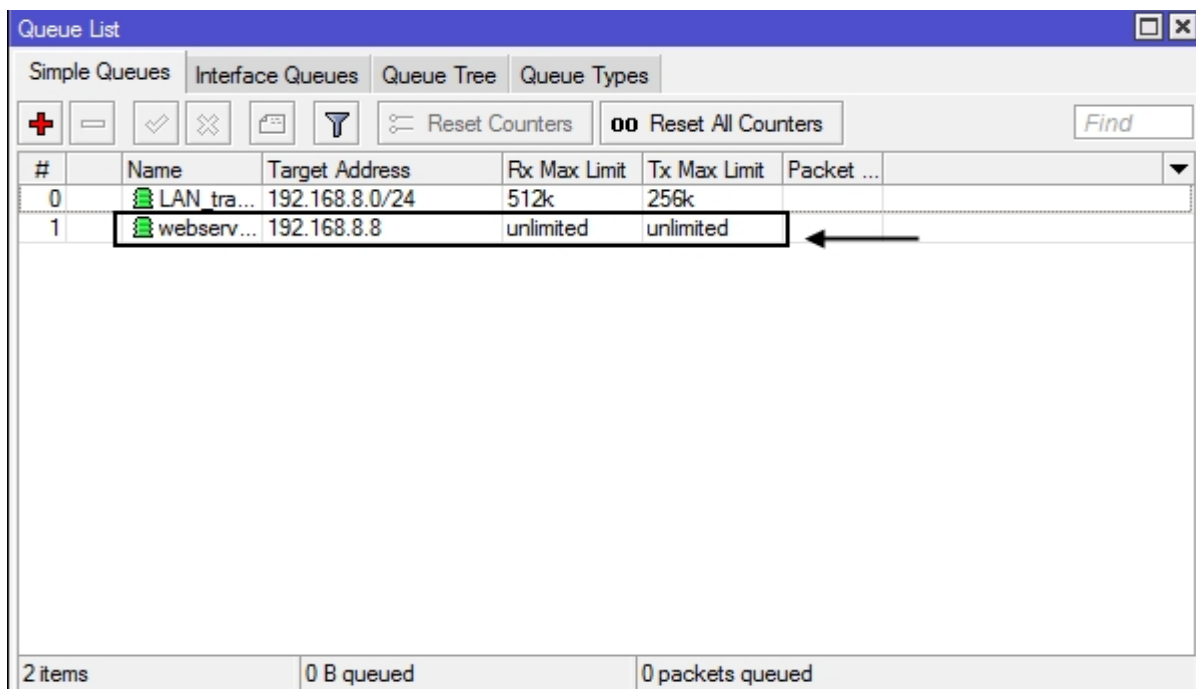 Queue List
Simple Queues Interface Queues Queue Tree Queue Types
Reset Counters 00 Reset All Counters Find
# Name Target Address Rx Max Limit Tx Max Limit Packet ...
0 LAN_tra... 192.168.8.0/24 512k 256k
1 webserv... 192.168.8.8 unlimited unlimited
2 items 0 B queued 0 packets queued